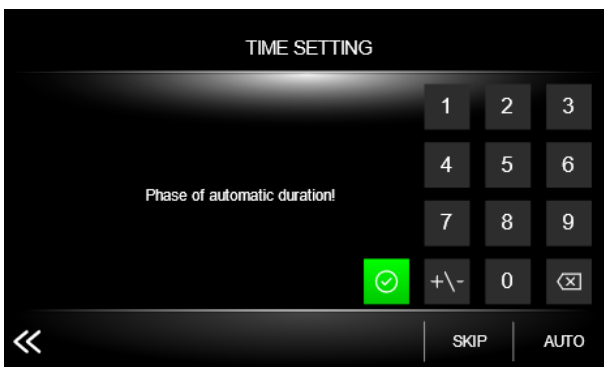 TIME SETTING
1 2 3
4 5 6
Phase of automatic duration!
7 8 9
+\- 0
SKIP AUTO